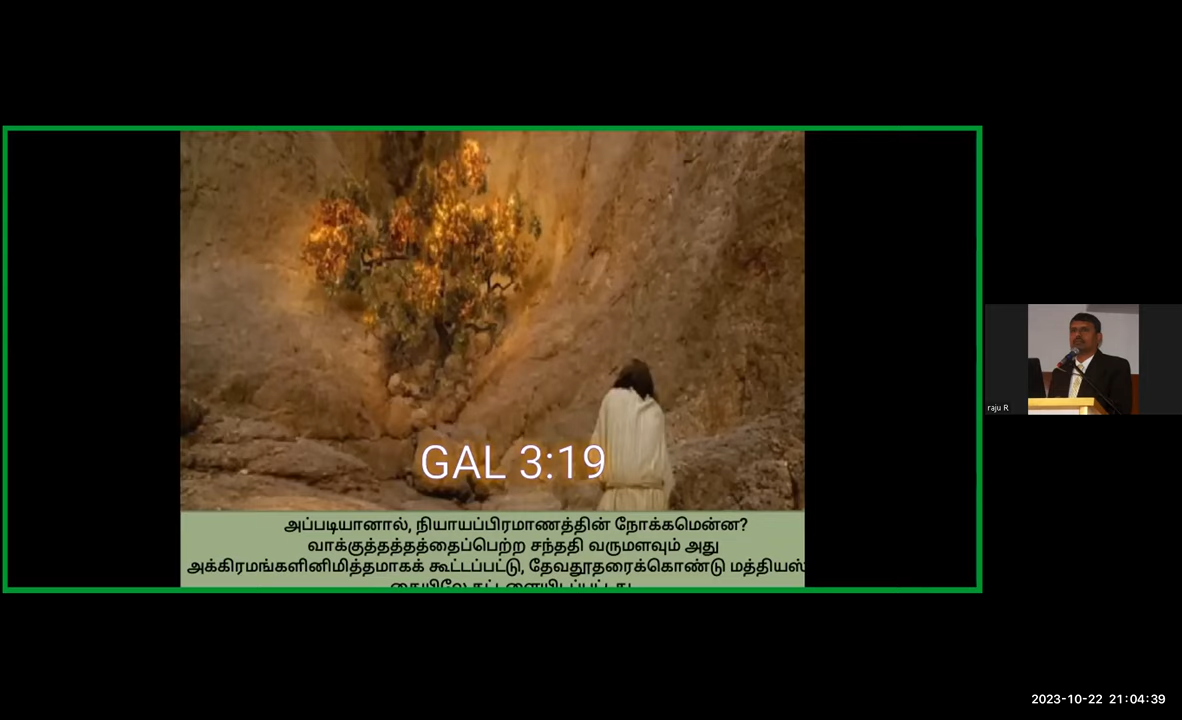 GAL 3:19
அப்படியானால், நியாயப்பிரமாணத்தின் நோக்கமென்ன?
வாக்குத்தத்தத்தைப்பெற்ற சந்ததி வருமளவும் அது
அக்கிரமங்களினிமித்தமாகக் கூட்டப்பட்டு, தேவதூதரைக்கொண்டு மத்தியஸ்
raju R
2023-10-22 21:04:39